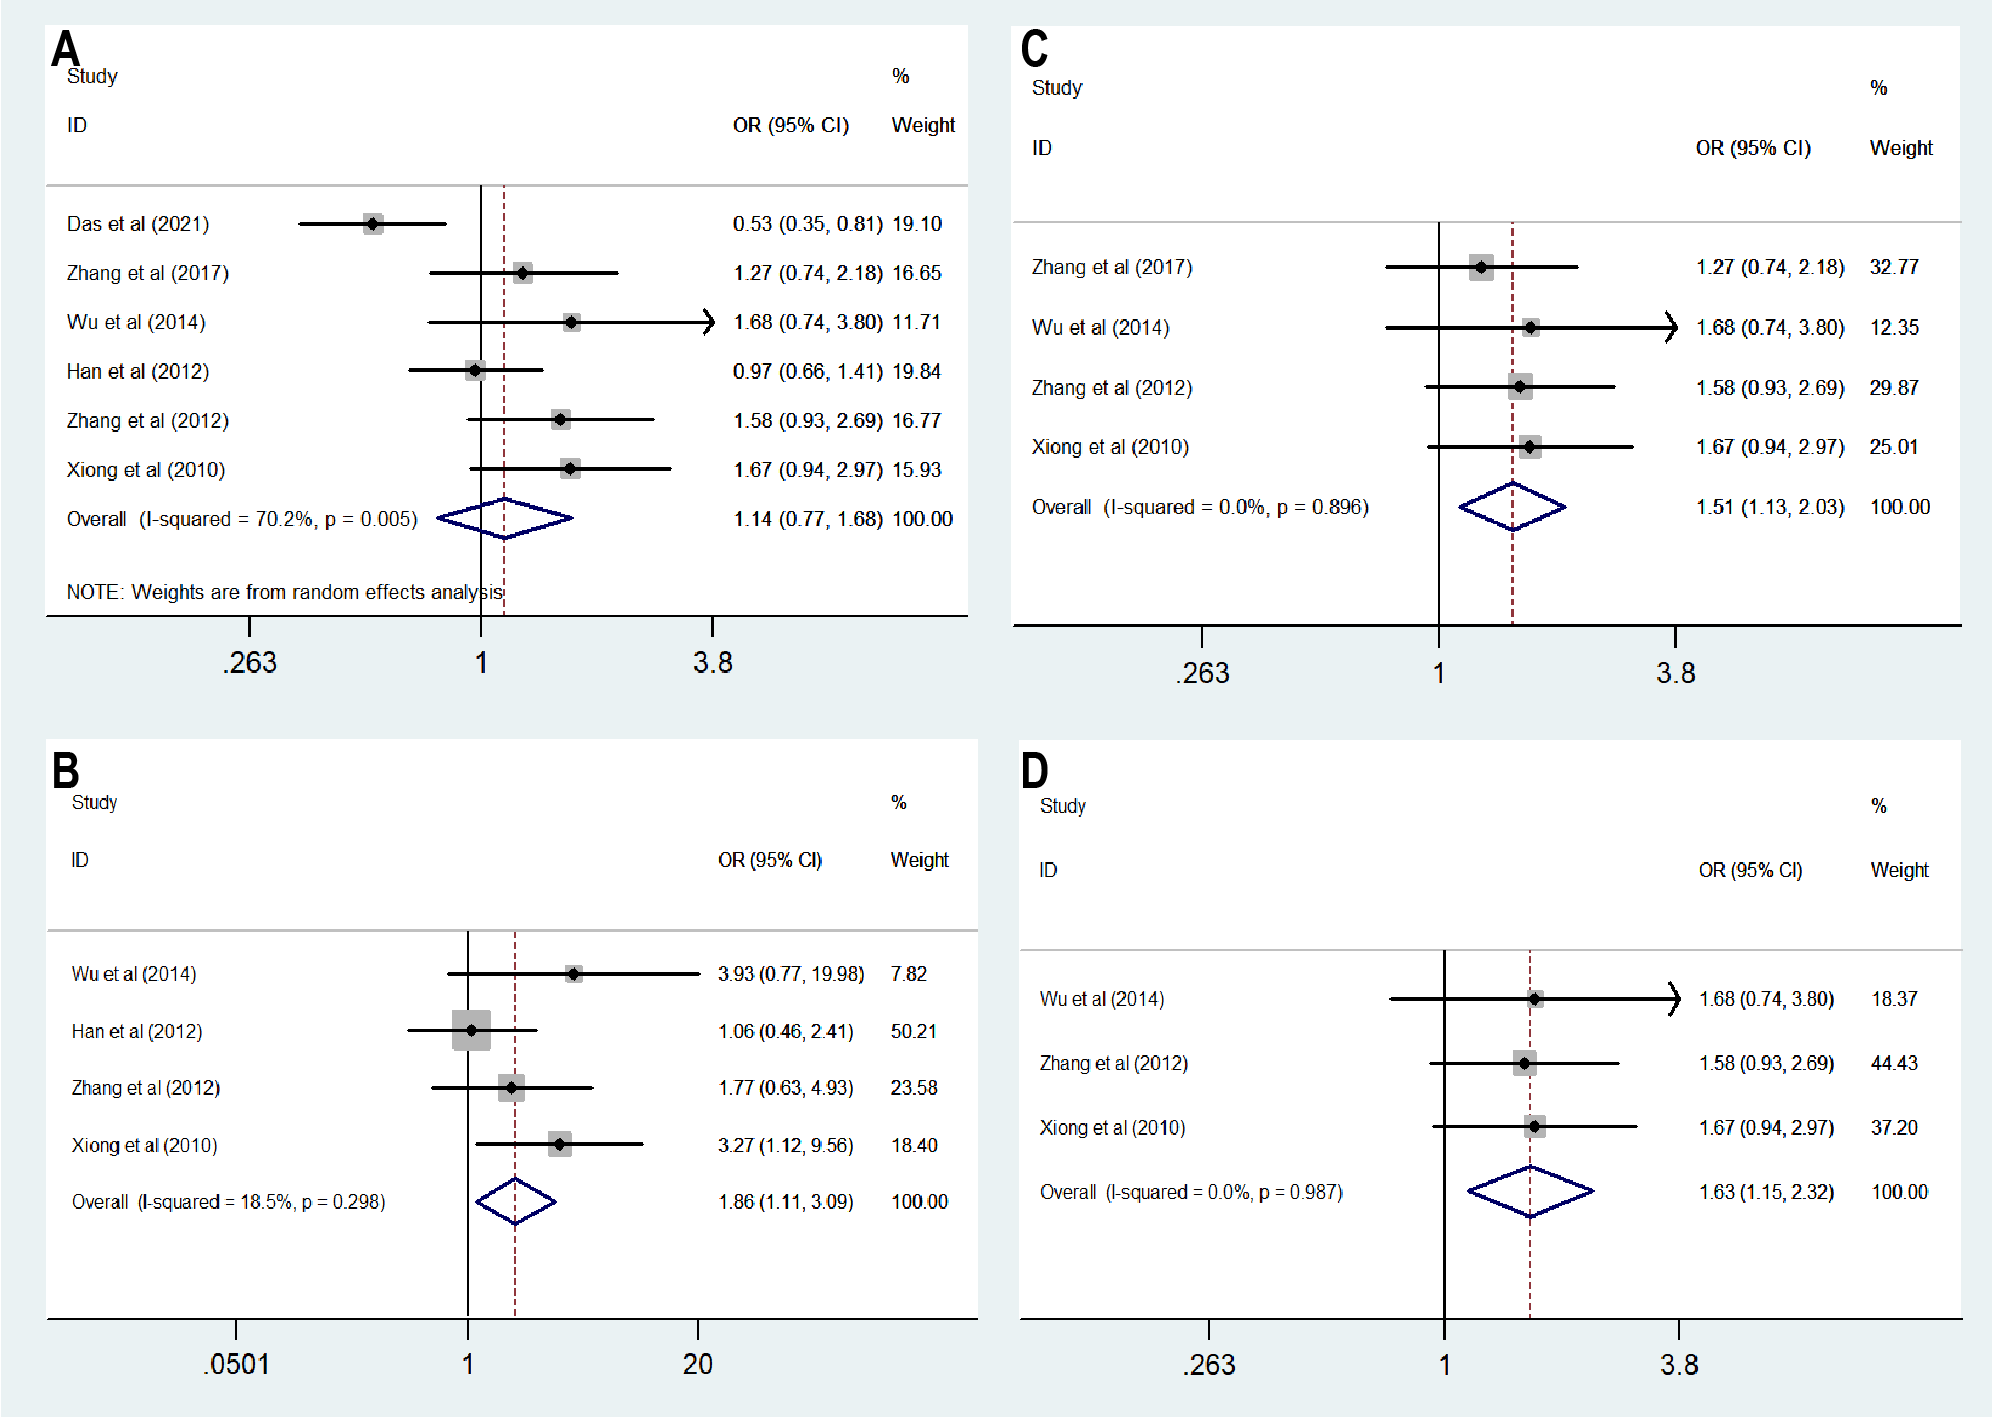 A
Study %
ID OR (95% CI) Weight
Das et al (2021) 0.53 (0.35, 0.81) 19.10
Zhang et al (2017) 1.27 (0.74, 2.18) 16.65
Wu et al (2014) 1.68 (0.74, 3.80) 11.71
Han et al (2012) 0.97 (0.66, 1.41) 19.84
Zhang et al (2012) 1.58 (0.93, 2.69) 16.77
Xiong et al (2010) 1.67 (0.94, 2.97) 15.93
Overall (I-squared = 70.2%, p = 0.005) 1.14 (0.77, 1.68) 100.00
NOTE: Weights are from random effects analysis
.263 1 3.8
C
Study %
ID OR (95% CI) Weight
Zhang et al (2017) 1.27 (0.74, 2.18) 32.77
Wu et al (2014) 1.68 (0.74, 3.80) 12.35
Zhang et al (2012) 1.58 (0.93, 2.69) 29.87
Xiong et al (2010) 1.67 (0.94, 2.97) 25.01
Overall (I-squared = 0.0%, p = 0.896) 1.51 (1.13, 2.03) 100.00
.263 1 3.8
B
Study %
ID OR (95% CI) Weight
Wu et al (2014) 3.93 (0.77, 19.98) 7.82
Han et al (2012) 1.06 (0.46, 2.41) 50.21
Zhang et al (2012) 1.77 (0.63, 4.93) 23.58
Xiong et al (2010) 3.27 (1.12, 9.56) 18.40
Overall (I-squared = 18.5%, p = 0.298) 1.86 (1.11, 3.09) 100.00
.0501 1 20
D
Study %
ID OR (95% CI) Weight
Wu et al (2014) 1.68 (0.74, 3.80) 18.37
Zhang et al (2012) 1.58 (0.93, 2.69) 44.43
Xiong et al (2010) 1.67 (0.94, 2.97) 37.20
Overall (I-squared = 0.0%, p = 0.987) 1.63 (1.15, 2.32) 100.00
.263 1 3.8